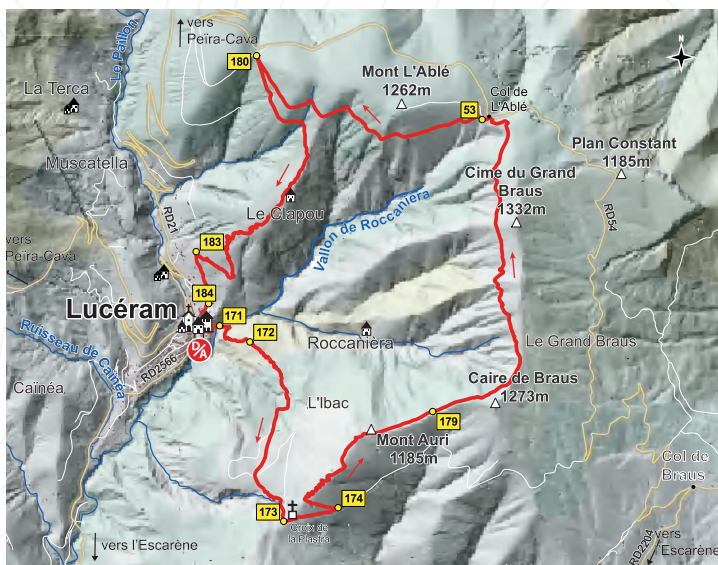 vers
Peïra-Cava
180
Le Paillon
La Terca
Mont L'Ablé
1262m
N
53
Col de
L'Ablé
Plan Constant
1185m
Muscatella
Cime du Grand
Braus
1332m
Le Clapou
RD21
RD54
183
vers
Peïra-Cava
Vallon de Roccaniéra
184
Lucéram
171
172
D/A
Roccaniéra
Ruisseau de Caïnéa
RD2566
Le Grand Braus
Caïnéa
Caire de Braus
1273m
L'Ibac
179
Mont Auri
1185m
Col de
Braus
174
173
Croix de
la Plastra
vers l'Escarène
RD2204
vers
l'Escarène